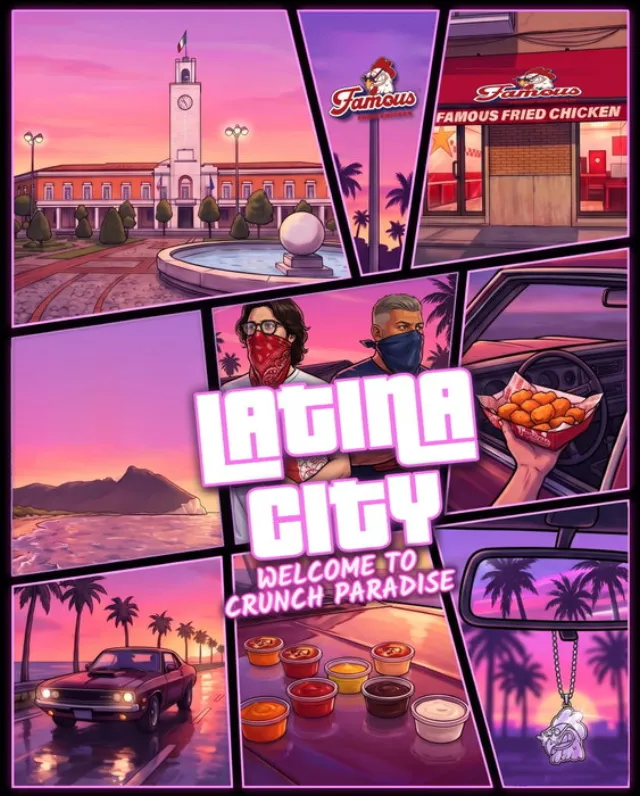 Famous
Famous
FAMOUS FRIED CHICKEN
LATINA
CITY
WELCOME TO
CRUNCH PARADISE